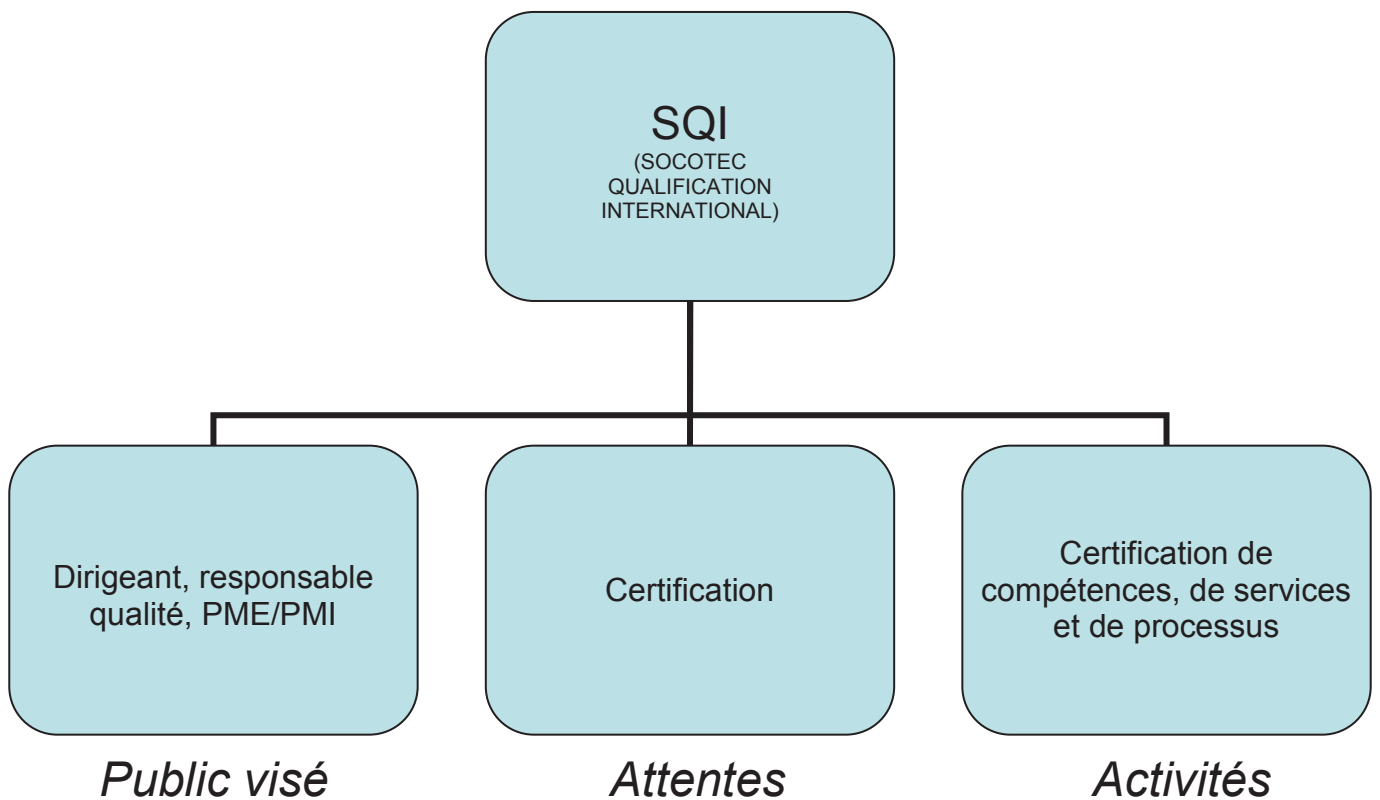 SQI
(SOCOTEC
QUALIFICATION
INTERNATIONAL)
Dirigeant, responsable
qualité, PME/PMI
Certification
Certification de
compétences, de services
et de processus
Public visé
Attentes
Activités